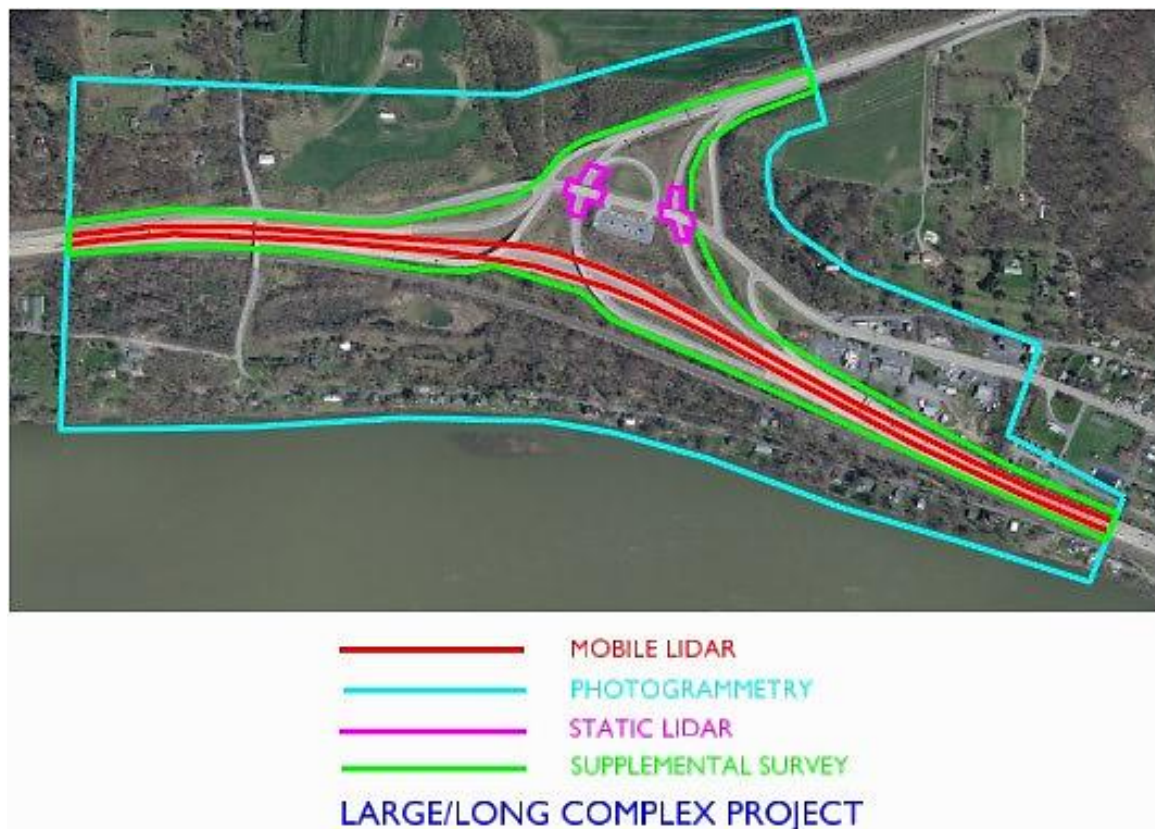 MOBILE LIDAR
PHOTOGRAMMETRY
STATIC LIDAR
SUPPLEMENTAL SURVEY
LARGE/LONG COMPLEX PROJECT